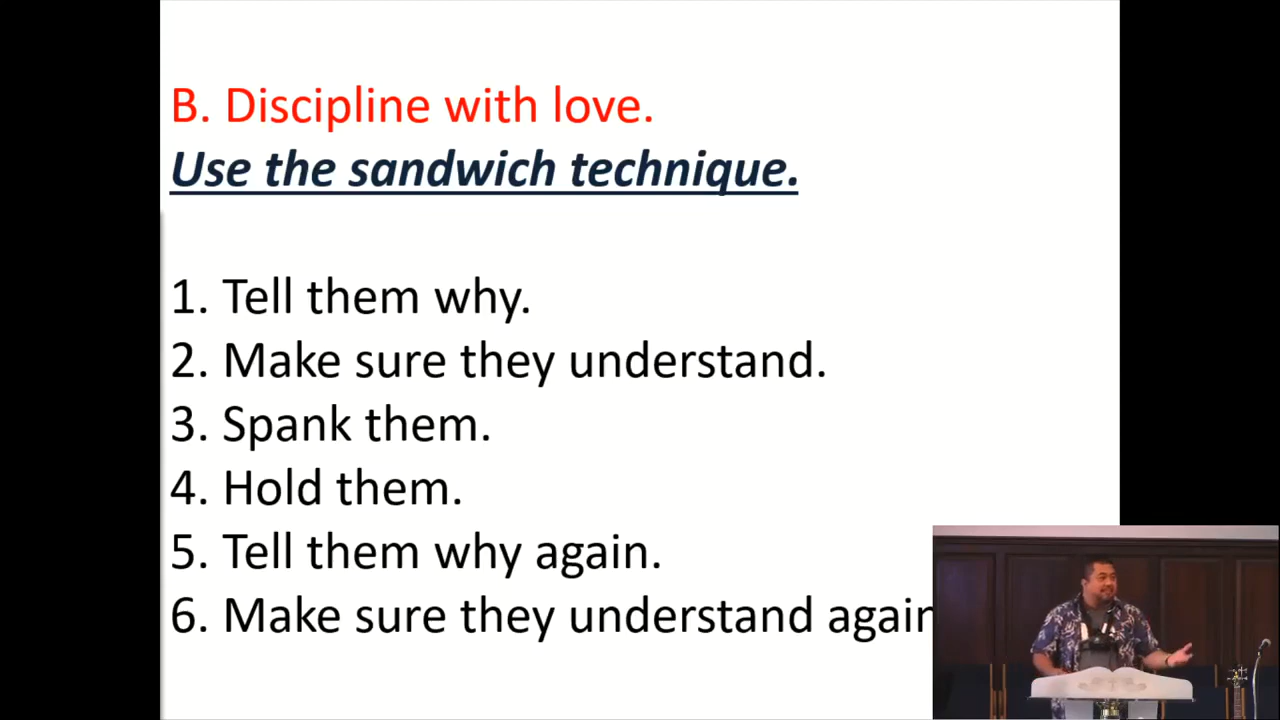 B. Discipline with love.
Use the sandwich technique.
1. Tell them why.
2. Make sure they understand.
3. Spank them.
4. Hold them.
5. Tell them why again.
6. Make sure they understand again